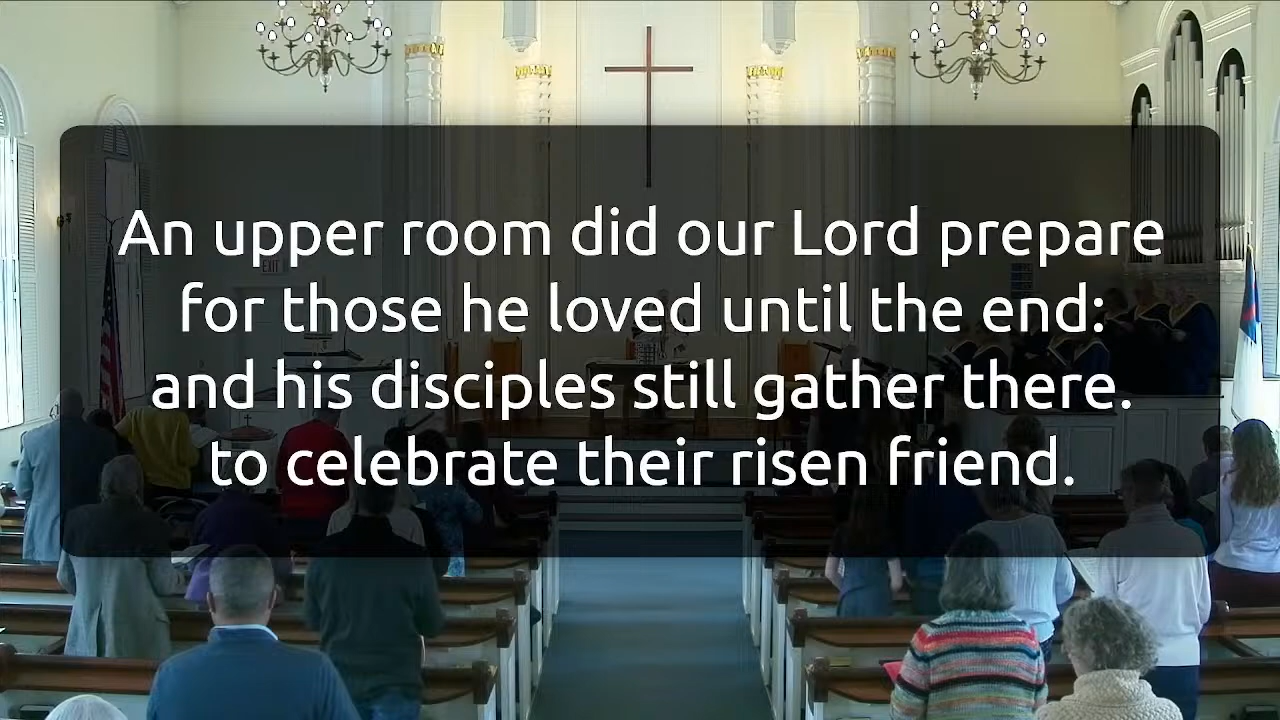 An upper room did our Lord prepare
for those he loved until the end:
and his disciples still gather there.
to celebrate their risen friend.
EXIT